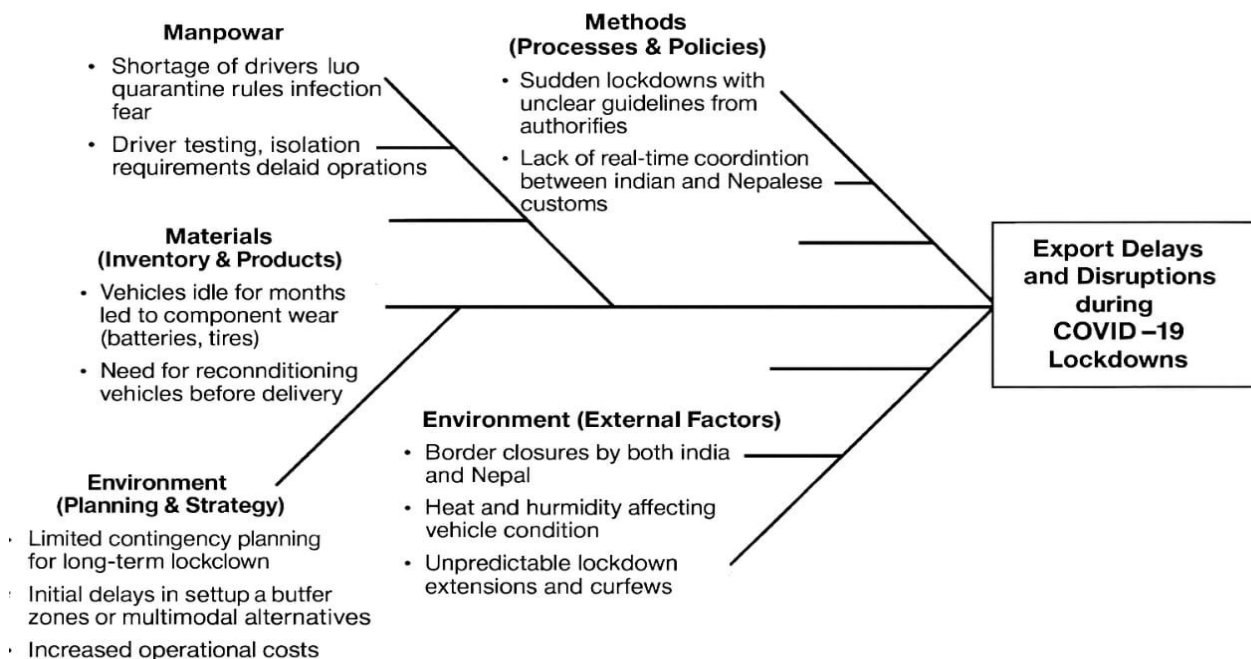 Manpowar
• Shortage of drivers luo
quarantine rules infection
fear
• Driver testing, isolation
requirements delaid oprations
Methods
(Processes & Policies)
• Sudden lockdowns with
unclear guidelines from
authorifies
• Lack of real-time coordintion
between indian and Nepalese
customs
Materials
(Inventory & Products)
• Vehicles idle for months
led to component wear
(batteries, tires)
• Need for reconnditioning
vehicles before delivery
Export Delays
and Disruptions
during
COVID–19
Lockdowns
Environment
(Planning & Strategy)
• Limited contingency planning
for long-term lockclown
• Initial delays in settup a butfer
zones or multimodal alternatives
• Increased operational costs
Environment (External Factors)
• Border closures by both india
and Nepal
• Heat and hurmidity affecting
vehicle condition
• Unpredictable lockdown
extensions and curfews